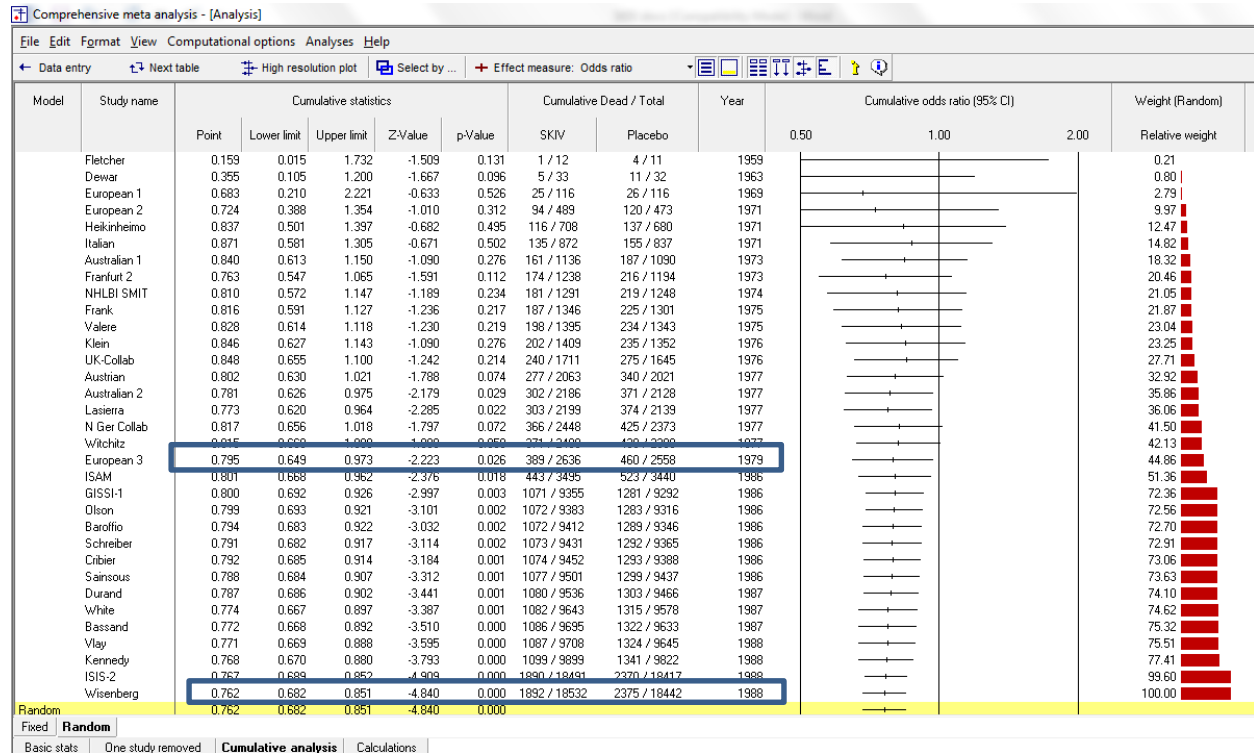 Comprehensive meta analysis - [Analysis]
File Edit Format View Computational options Analyses Help
Data entry Next table High resolution plot Select by ... Effect measure: Odds ratio
Model Study name Cumulative statistics Cumulative Dead / Total Year Cumulative odds ratio (95% CI) Weight (Random)
Point Lower limit Upper limit Z-Value p-Value SKIV Placebo 0.50 1.00 2.00 Relative weight
Fletcher 0.159 0.015 1.732 -1.509 0.131 1 / 12 4 / 11 1959 0.21
Dewar 0.355 0.105 1.200 -1.667 0.096 5 / 33 11 / 32 1963 0.80
European 1 0.683 0.210 2.221 -0.633 0.526 25 / 116 26 / 116 1969 2.79
European 2 0.724 0.388 1.354 -1.010 0.312 94 / 489 120 / 473 1971 9.97
Heikinheimo 0.837 0.501 1.397 -0.682 0.495 116 / 708 137 / 680 1971 12.47
Italian 0.871 0.581 1.305 -0.671 0.502 135 / 872 155 / 837 1971 14.82
Australian 1 0.840 0.613 1.150 -1.090 0.276 161 / 1136 187 / 1090 1973 18.32
Franfurt 2 0.763 0.547 1.065 -1.591 0.112 174 / 1238 216 / 1194 1973 20.46
NHLBI SMIT 0.810 0.572 1.147 -1.189 0.234 181 / 1291 219 / 1248 1974 21.05
Frank 0.816 0.591 1.127 -1.236 0.217 187 / 1346 225 / 1301 1975 21.87
Valere 0.828 0.614 1.118 -1.230 0.219 198 / 1395 234 / 1343 1975 23.04
Klein 0.846 0.627 1.143 -1.090 0.276 202 / 1409 235 / 1352 1976 23.25
UK-Collab 0.848 0.655 1.100 -1.242 0.214 240 / 1711 275 / 1645 1976 27.71
Austrian 0.802 0.630 1.021 -1.788 0.074 277 / 2063 340 / 2021 1977 32.92
Australian 2 0.781 0.626 0.975 -2.179 0.029 302 / 2186 371 / 2128 1977 35.86
Lasierra 0.773 0.620 0.964 -2.285 0.022 303 / 2199 374 / 2139 1977 36.06
N Ger Collab 0.817 0.656 1.018 -1.797 0.072 366 / 2448 425 / 2373 1977 41.50
Witchitz 1977 42.13
European 3 0.795 0.649 0.973 -2.223 0.026 389 / 2636 460 / 2558 1979 44.86
ISAM 0.801 0.668 0.962 -2.376 0.018 443 / 3495 523 / 3440 1986 51.36
GISSI-1 0.800 0.692 0.926 -2.997 0.003 1071 / 9355 1281 / 9292 1986 72.36
Olson 0.799 0.693 0.921 -3.101 0.002 1072 / 9383 1283 / 9316 1986 72.56
Baroffio 0.794 0.683 0.922 -3.032 0.002 1072 / 9412 1289 / 9346 1986 72.70
Schreiber 0.791 0.682 0.917 -3.114 0.002 1073 / 9431 1292 / 9365 1986 72.91
Cribier 0.792 0.685 0.914 -3.184 0.001 1074 / 9452 1293 / 9388 1986 73.06
Sainsous 0.788 0.684 0.907 -3.312 0.001 1077 / 9501 1299 / 9437 1986 73.63
Durand 0.787 0.686 0.902 -3.441 0.001 1080 / 9536 1303 / 9466 1987 74.10
White 0.774 0.667 0.897 -3.387 0.001 1082 / 9643 1315 / 9578 1987 74.62
Bassand 0.772 0.668 0.892 -3.510 0.000 1086 / 9695 1322 / 9633 1987 75.32
Vlay 0.771 0.669 0.888 -3.595 0.000 1087 / 9708 1324 / 9645 1988 75.51
Kennedy 0.768 0.670 0.880 -3.793 0.000 1099 / 9899 1341 / 9822 1988 77.41
ISIS-2 0.767 0.689 0.852 -4.909 0.000 1890 / 18491 2370 / 18417 1988 99.60
Wisenberg 0.762 0.682 0.851 -4.840 0.000 1892 / 18532 2375 / 18442 1988 100.00
Random 0.762 0.682 0.851 -4.840 0.000
Fixed Random
Basic stats One study removed Cumulative analysis Calculations